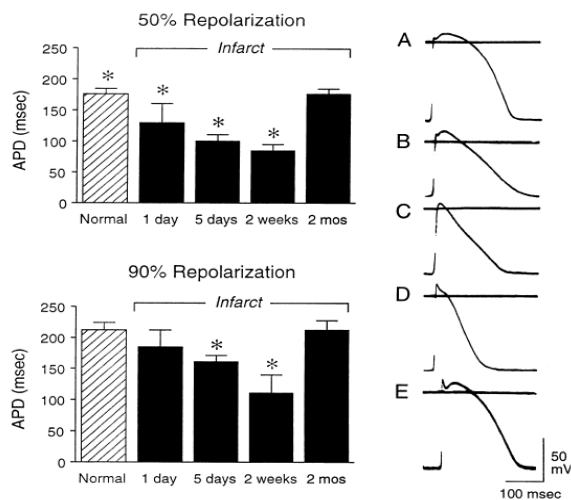 50% Repolarization
Infarct
APD (msec)
250
200
150
100
50
0
* * * *
Normal 1 day 5 days 2 weeks 2 mos
90% Repolarization
Infarct
APD (msec)
250
200
150
100
50
0
* *
Normal 1 day 5 days 2 weeks 2 mos
A
B
C
D
E
50
mV
100 msec